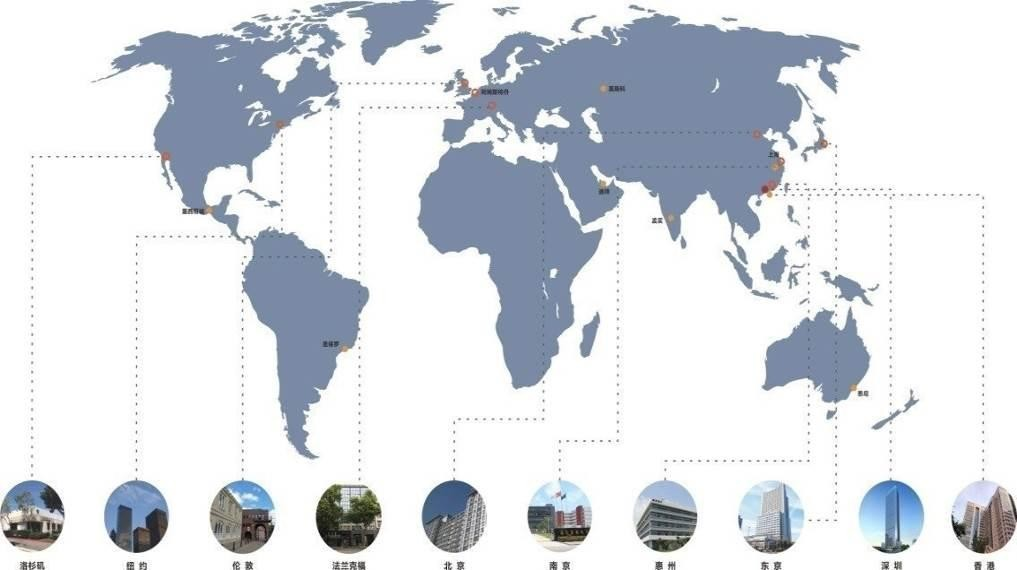 阿姆斯特丹
莫斯科
上海
迪拜
孟买
墨西哥城
圣保罗
悉尼
洛杉矶
纽约
伦敦
法兰克福
北京
南京
惠州
东京
深圳
香港